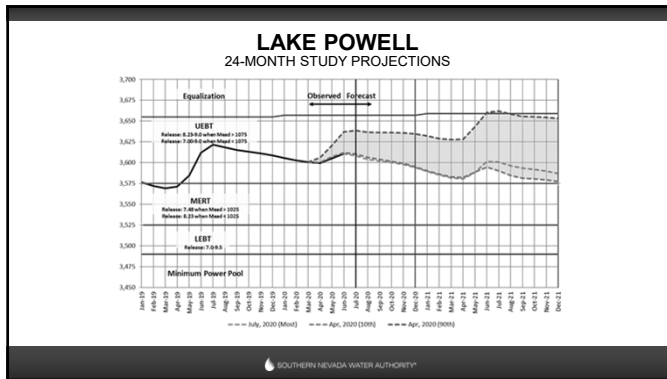 LAKE POWELL
24-MONTH STUDY PROJECTIONS
3,700
3,675
3,650
3,625
3,600
3,575
3,550
3,525
3,500
3,475
3,450
Equalization
Observed Forecast
UEBT
Release: 8.23-9.0 when Mead > 1075
Release: 7.00-9.0 when Mead < 1075
MERT
Release: 7.48 when Mead > 1025
Release: 8.23 when Mead < 1025
LEBT
Release: 7.0-9.5
Minimum Power Pool
Jan-19
Feb-19
Mar-19
Apr-19
May-19
Jun-19
Jul-19
Aug-19
Sep-19
Oct-19
Nov-19
Dec-19
Jan-20
Feb-20
Mar-20
Apr-20
May-20
Jun-20
Jul-20
Aug-20
Sep-20
Oct-20
Nov-20
Dec-20
Jan-21
Feb-21
Mar-21
Apr-21
May-21
Jun-21
Jul-21
Aug-21
Sep-21
Oct-21
Nov-21
Dec-21
July, 2020 (Most) Apr, 2020 (10th) Apr, 2020 (90th)
SOUTHERN NEVADA WATER AUTHORITY®